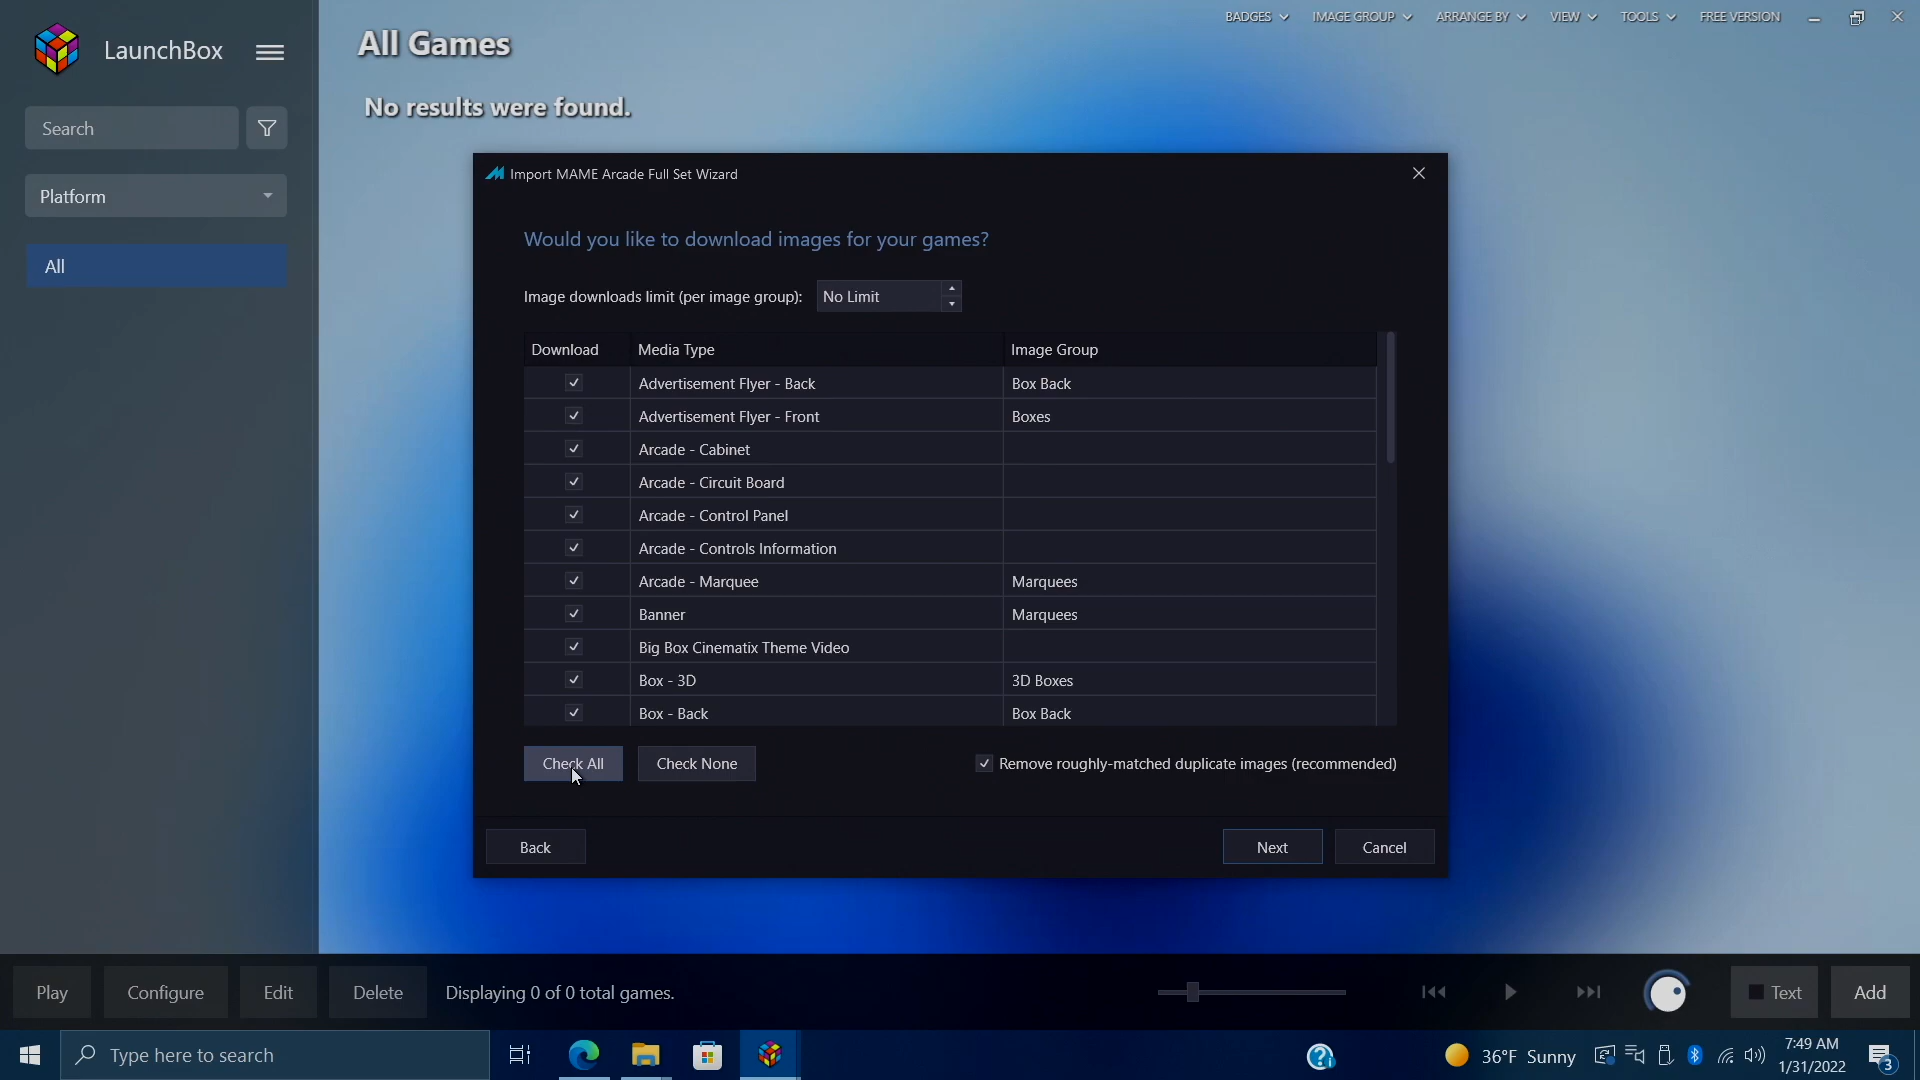 LaunchBox
Search
Platform
All
All Games
No results were found.
BADGES
IMAGE GROUP
ARRANGE BY
VIEW
TOOLS
FREE VERSION
Import MAME Arcade Full Set Wizard
Would you like to download images for your games?
Image downloads limit (per image group): No Limit
Download Media Type Image Group
Advertisement Flyer - Back Box Back
Advertisement Flyer - Front Boxes
Arcade - Cabinet
Arcade - Circuit Board
Arcade - Control Panel
Arcade - Controls Information
Arcade - Marquee Marquees
Banner Marquees
Big Box Cinematix Theme Video
Box - 3D 3D Boxes
Box - Back Box Back
Check All Check None Remove roughly-matched duplicate images (recommended)
Back Next Cancel
Play Configure Edit Delete Displaying 0 of 0 total games. Text Add
Type here to search
36°F Sunny
7:49 AM
1/31/2022
3